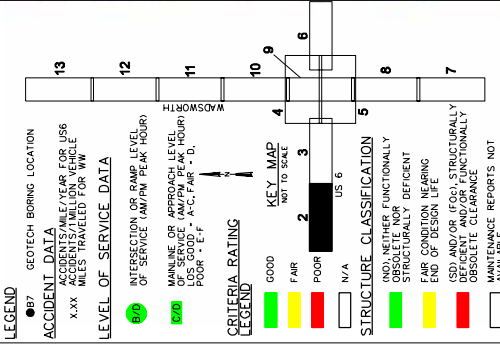 LEGEND
B7 GEOTECH BORING LOCATION
ACCIDENT DATA
X.XX ACCIDENTS/MILE/YEAR FOR US6
ACCIDENTS/1 MILLION VEHICLE
MILES TRAVELED FOR WW
LEVEL OF SERVICE DATA
B/D INTERSECTION OR RAMP LEVEL
OF SERVICE (AM/PM PEAK HOUR)
C/D MAINLINE OR APPROACH LEVEL
OF SERVICE (AM/PM PEAK HOUR)
LOS GOOD = A-C, FAIR = D,
POOR = E-F
CRITERIA RATING
LEGEND
GOOD
FAIR
POOR
N/A
KEY MAP
NOT TO SCALE
N
WADSWORTH
US 6
2
3
4
5
6
7
8
9
10
11
12
13
STRUCTURE CLASSIFICATION
(ND), NEITHER FUNCTIONALLY
OBSOLETE NOR
STRUCTURALLY DEFICIENT
FAIR CONDITION NEARING
END OF DESIGN LIFE
(SD) AND/OR (FOc), STRUCTURALLY
DEFICIENT AND/OR FUNCTIONALLY
OBSOLETE CLEARANCE
MAINTENANCE REPORTS NOT